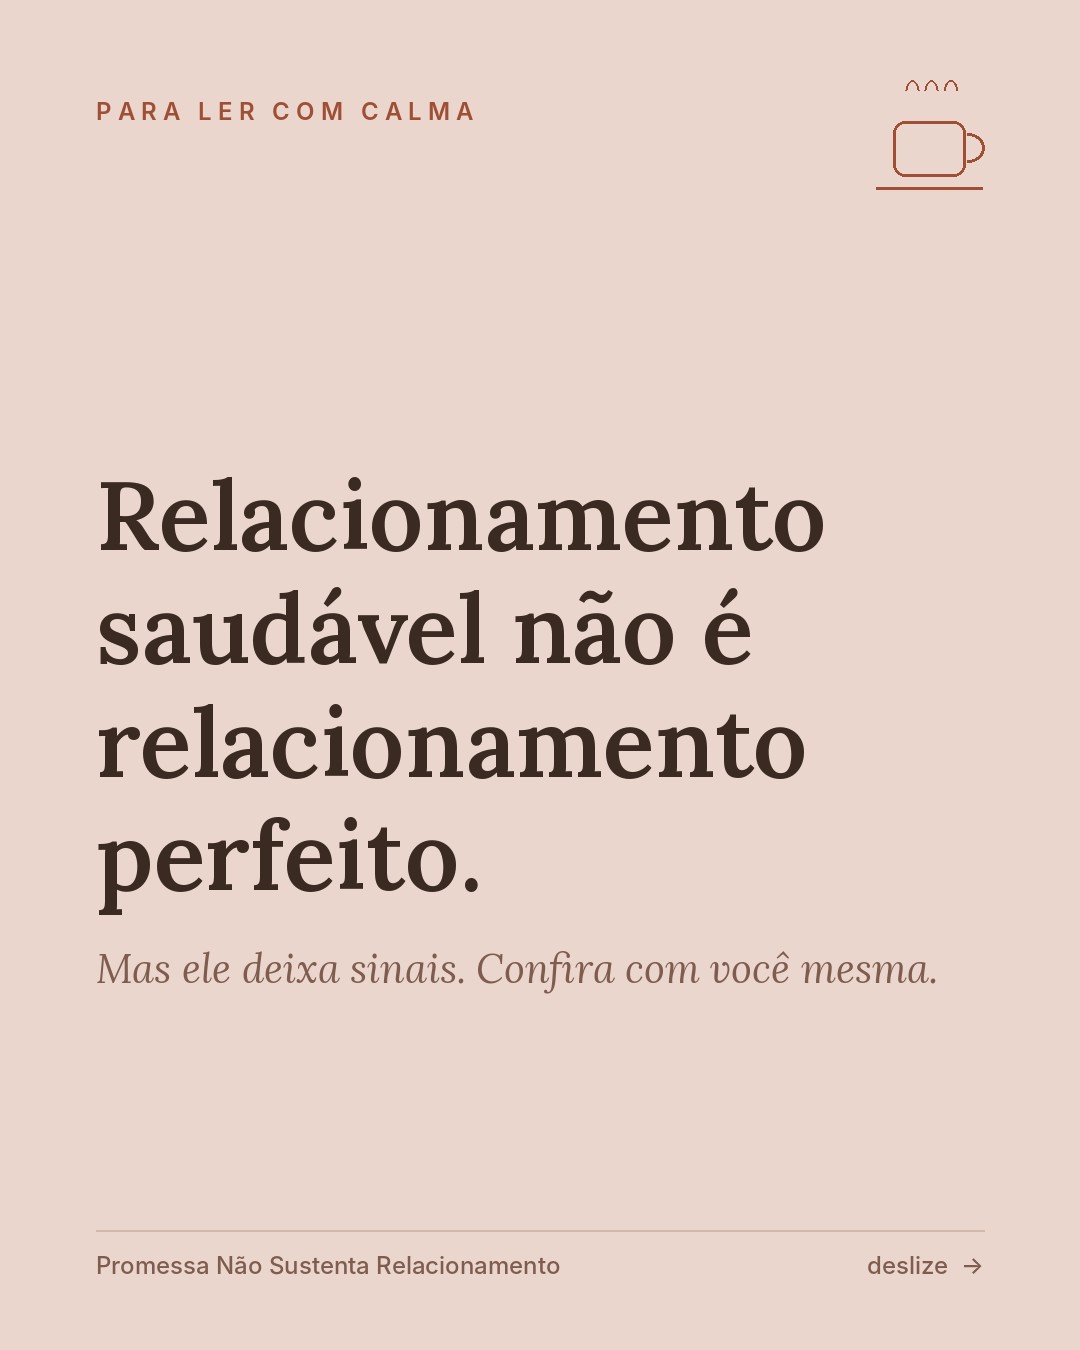 PARA LER COM CALMA
Relacionamento
saudável não é
relacionamento
perfeito.
Mas ele deixa sinais. Confira com você mesma.
Promessa Não Sustenta Relacionamento
deslize →